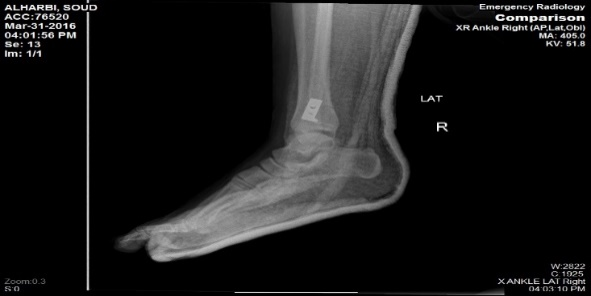 ALHARBI, SOUD
ACC:76520
Mar-31-2016
04:01:56 PM
Se: 13
Im: 1/1
Emergency Radiology
Comparison
XR Ankle Right (AP,Lat,Obl)
MA: 405.0
KV: 51.8
LAT
R
Zoom:0.3
S:0
W:2822
C:1925
X ANKLE LAT Right
04:03:10 PM